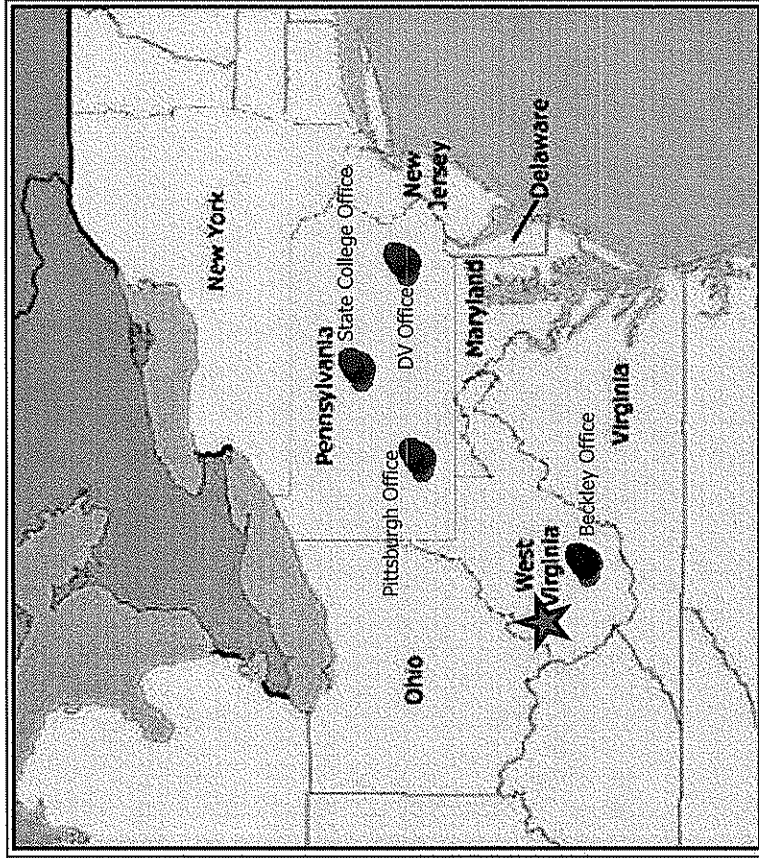 New York
Pennsylvania
State College Office
New
Jersey
Pittsburgh Office
DV Office
Ohio
Maryland
Delaware
West
Virginia
Beckley Office
Virginia